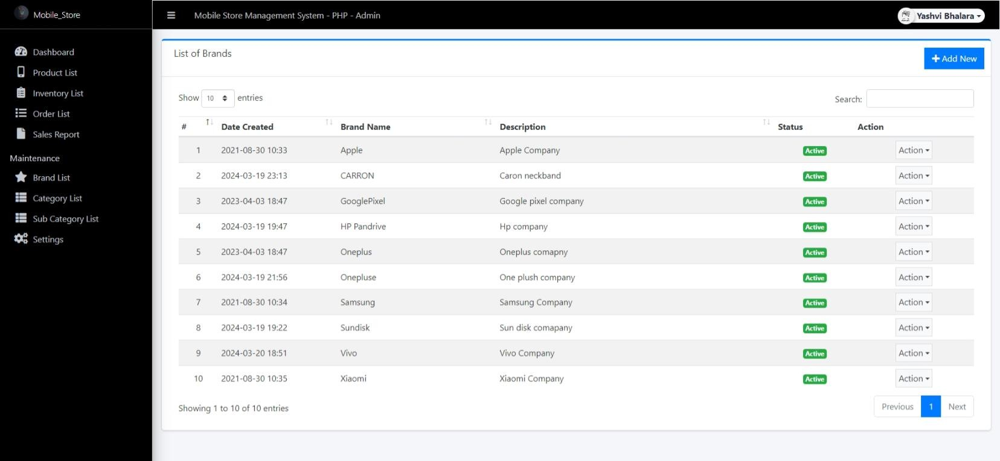 Mobile_Store
Mobile Store Management System - PHP - Admin
Yashvi Bhalara
Dashboard
Product List
Inventory List
Order List
Sales Report
Maintenance
Brand List
Category List
Sub Category List
Settings
List of Brands
Add New
Show 10 entries
Search:
# Date Created Brand Name Description Status Action
1 2021-08-30 10:33 Apple Apple Company Active Action
2 2024-03-19 23:13 CARRON Caron neckband Active Action
3 2023-04-03 18:47 GooglePixel Google pixel company Active Action
4 2024-03-19 19:47 HP Pandrive Hp company Active Action
5 2023-04-03 18:47 Oneplus Oneplus comapny Active Action
6 2024-03-19 21:56 Onepluse One plush company Active Action
7 2021-08-30 10:34 Samsung Samsung Company Active Action
8 2024-03-19 19:22 Sundisk Sun disk comapany Active Action
9 2024-03-20 18:51 Vivo Vivo Company Active Action
10 2021-08-30 10:35 Xiaomi Xiaomi Company Active Action
Showing 1 to 10 of 10 entries
Previous 1 Next